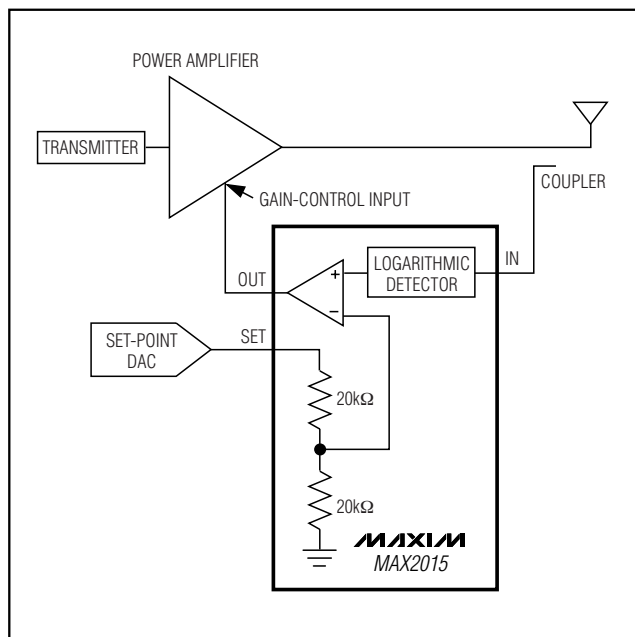 POWER AMPLIFIER
TRANSMITTER
COUPLER
GAIN-CONTROL INPUT
OUT
+
−
LOGARITHMIC
DETECTOR
IN
SET-POINT
DAC
SET
20kΩ
20kΩ
MAXIM
MAX2015